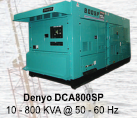 Denyo DCA800SP
10 - 800 KVA @ 50 - 60 Hz